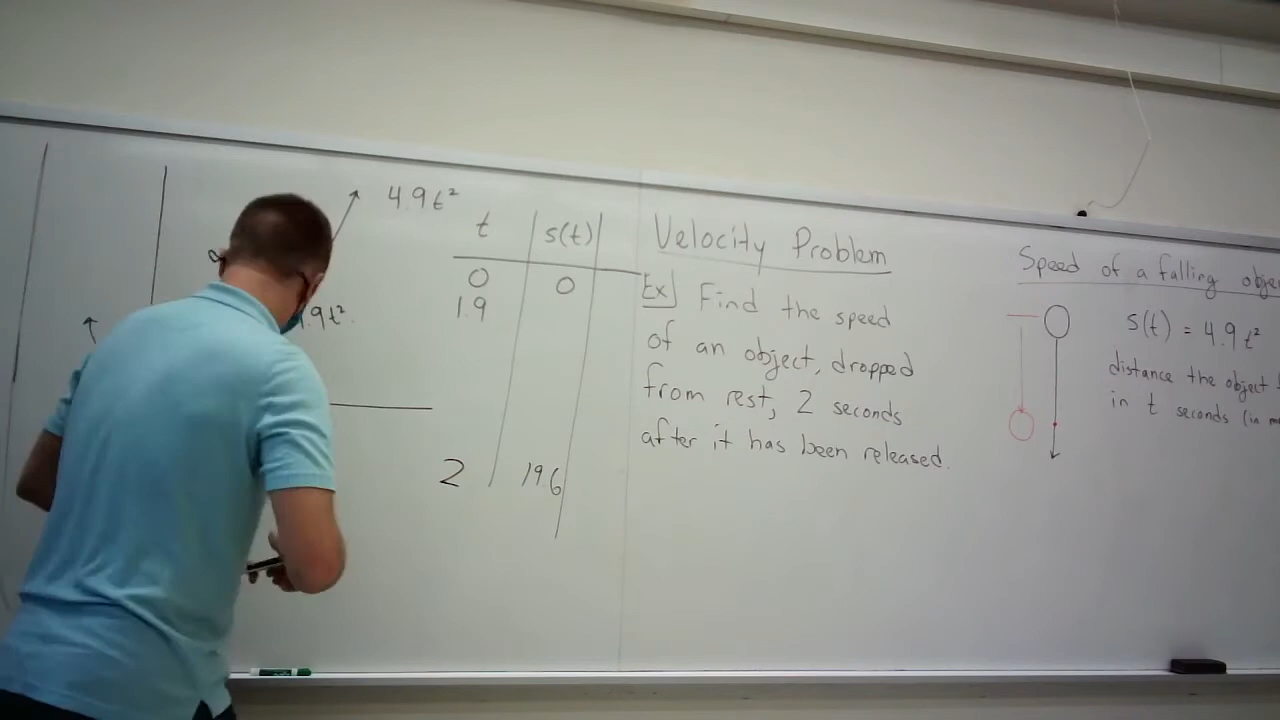 4.9t²
t s(t)
0 0
1.9
2 19.6
.9t²
Velocity Problem
Ex] Find the speed
of an object, dropped
from rest, 2 seconds
after it has been released.
Speed of a falling obje
s(t) = 4.9t²
distance the object
in t seconds (in m